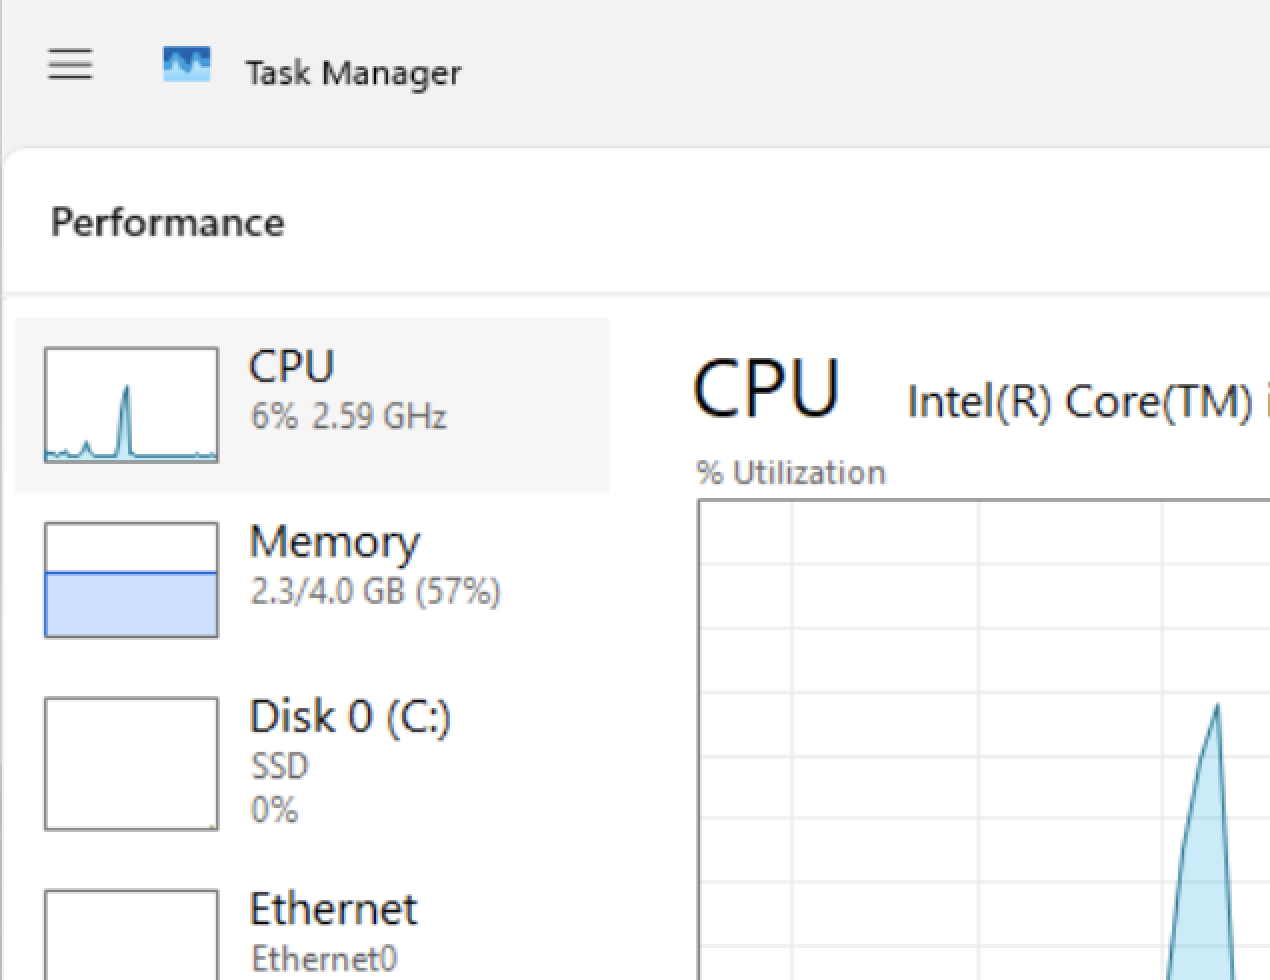 Task Manager
Performance
CPU
6% 2.59 GHz
Memory
2.3/4.0 GB (57%)
Disk 0 (C:)
SSD
0%
Ethernet
Ethernet0
CPU
Intel(R) Core(TM)
% Utilization